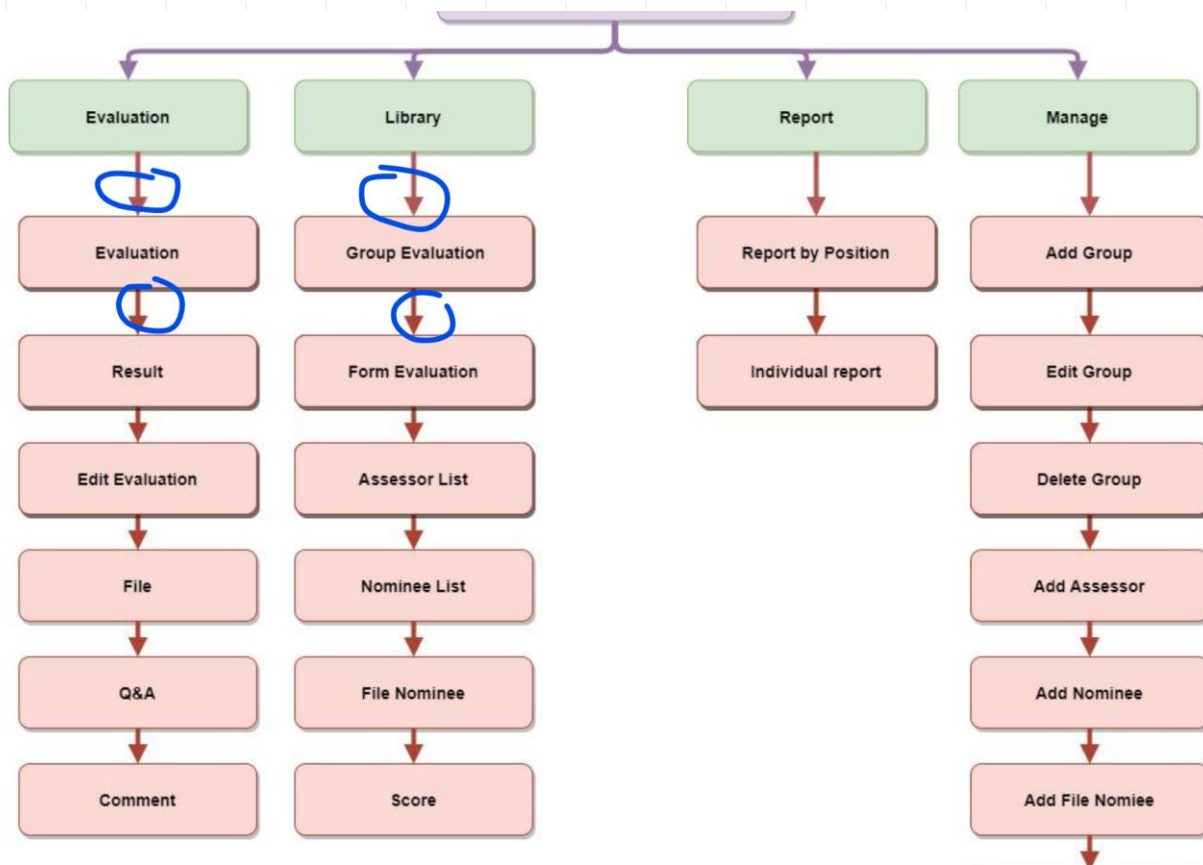 Evaluation
Library
Report
Manage
Evaluation
Group Evaluation
Report by Position
Add Group
Result
Form Evaluation
Individual report
Edit Group
Edit Evaluation
Assessor List
Delete Group
File
Nominee List
Add Assessor
Q&A
File Nominee
Add Nominee
Comment
Score
Add File Nomiee